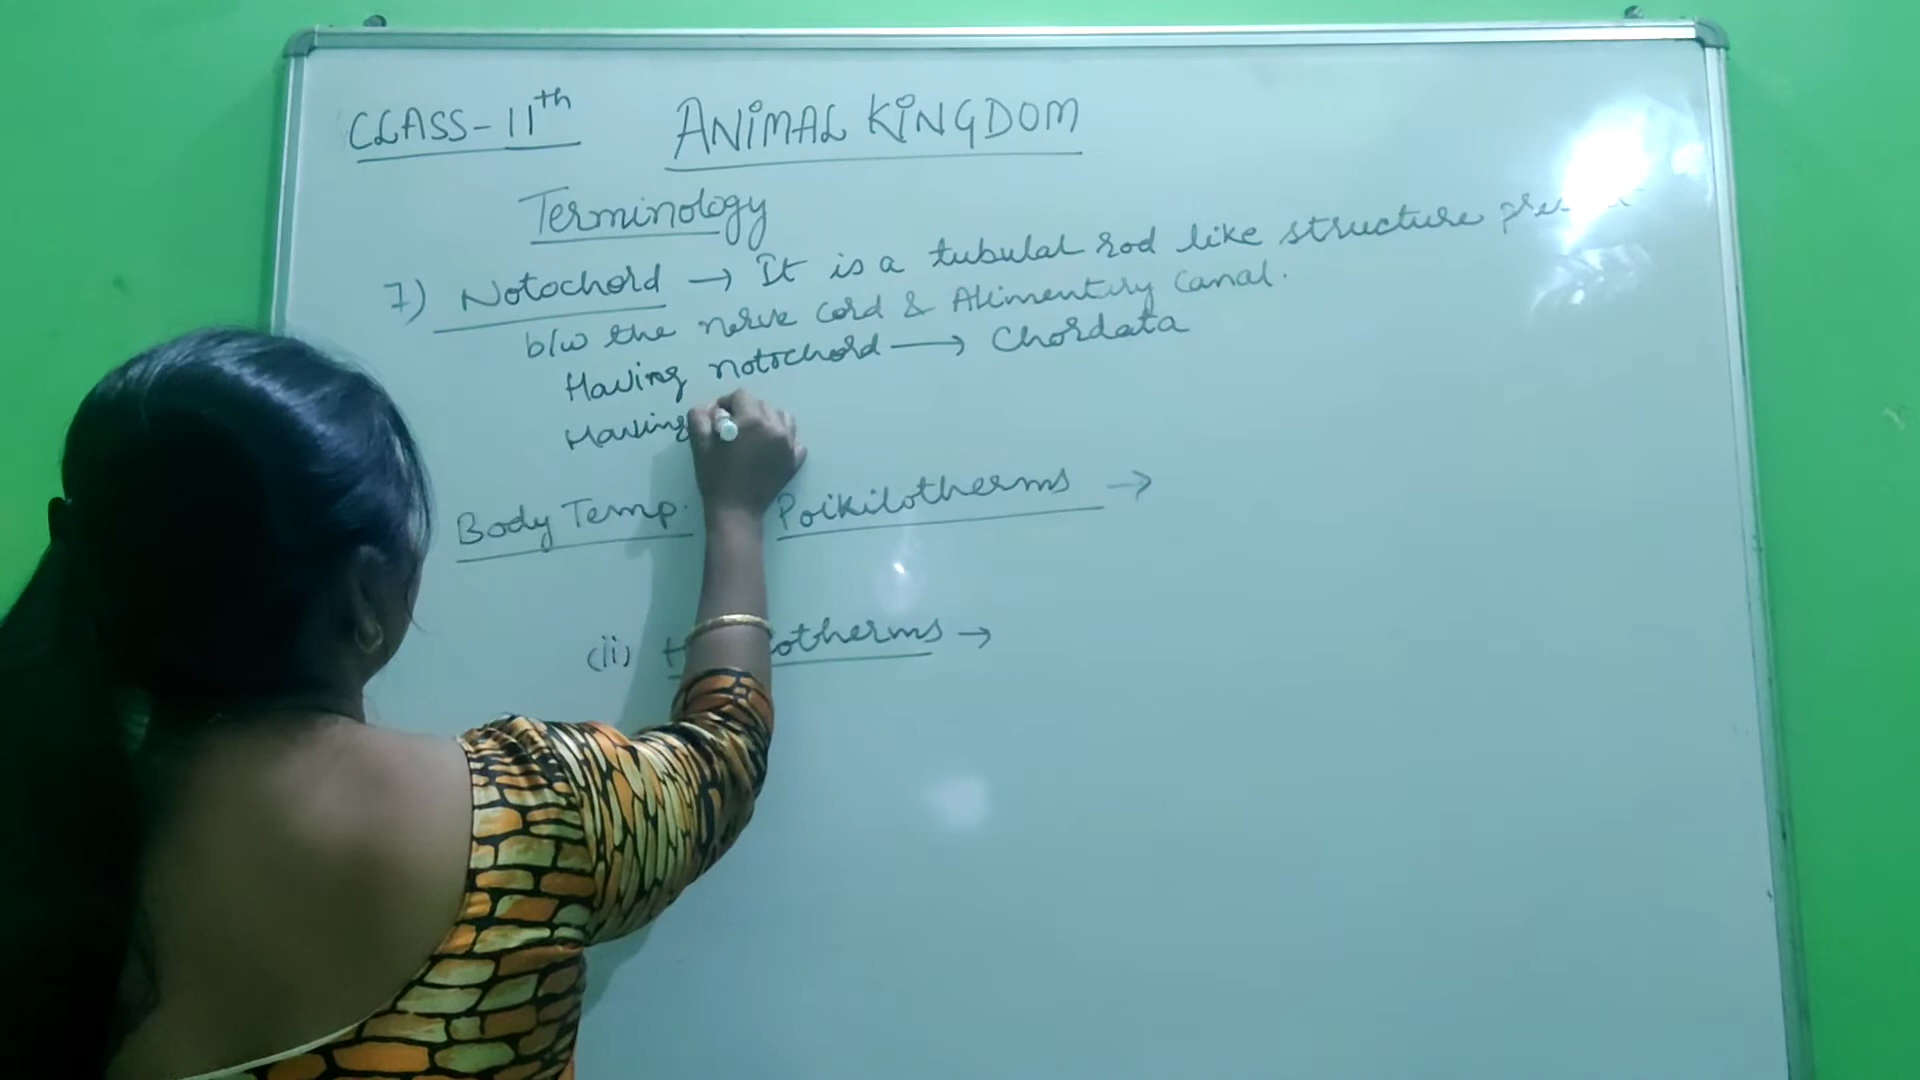 CLASS-11th ANIMAL KINGDOM
Terminology
7) Notochord → It is a tubular rod like structure
b/w the nerve cord & Alimentary Canal.
Having notochord → Chordata
Having
Body Temp. Poikilotherms →
(ii) →